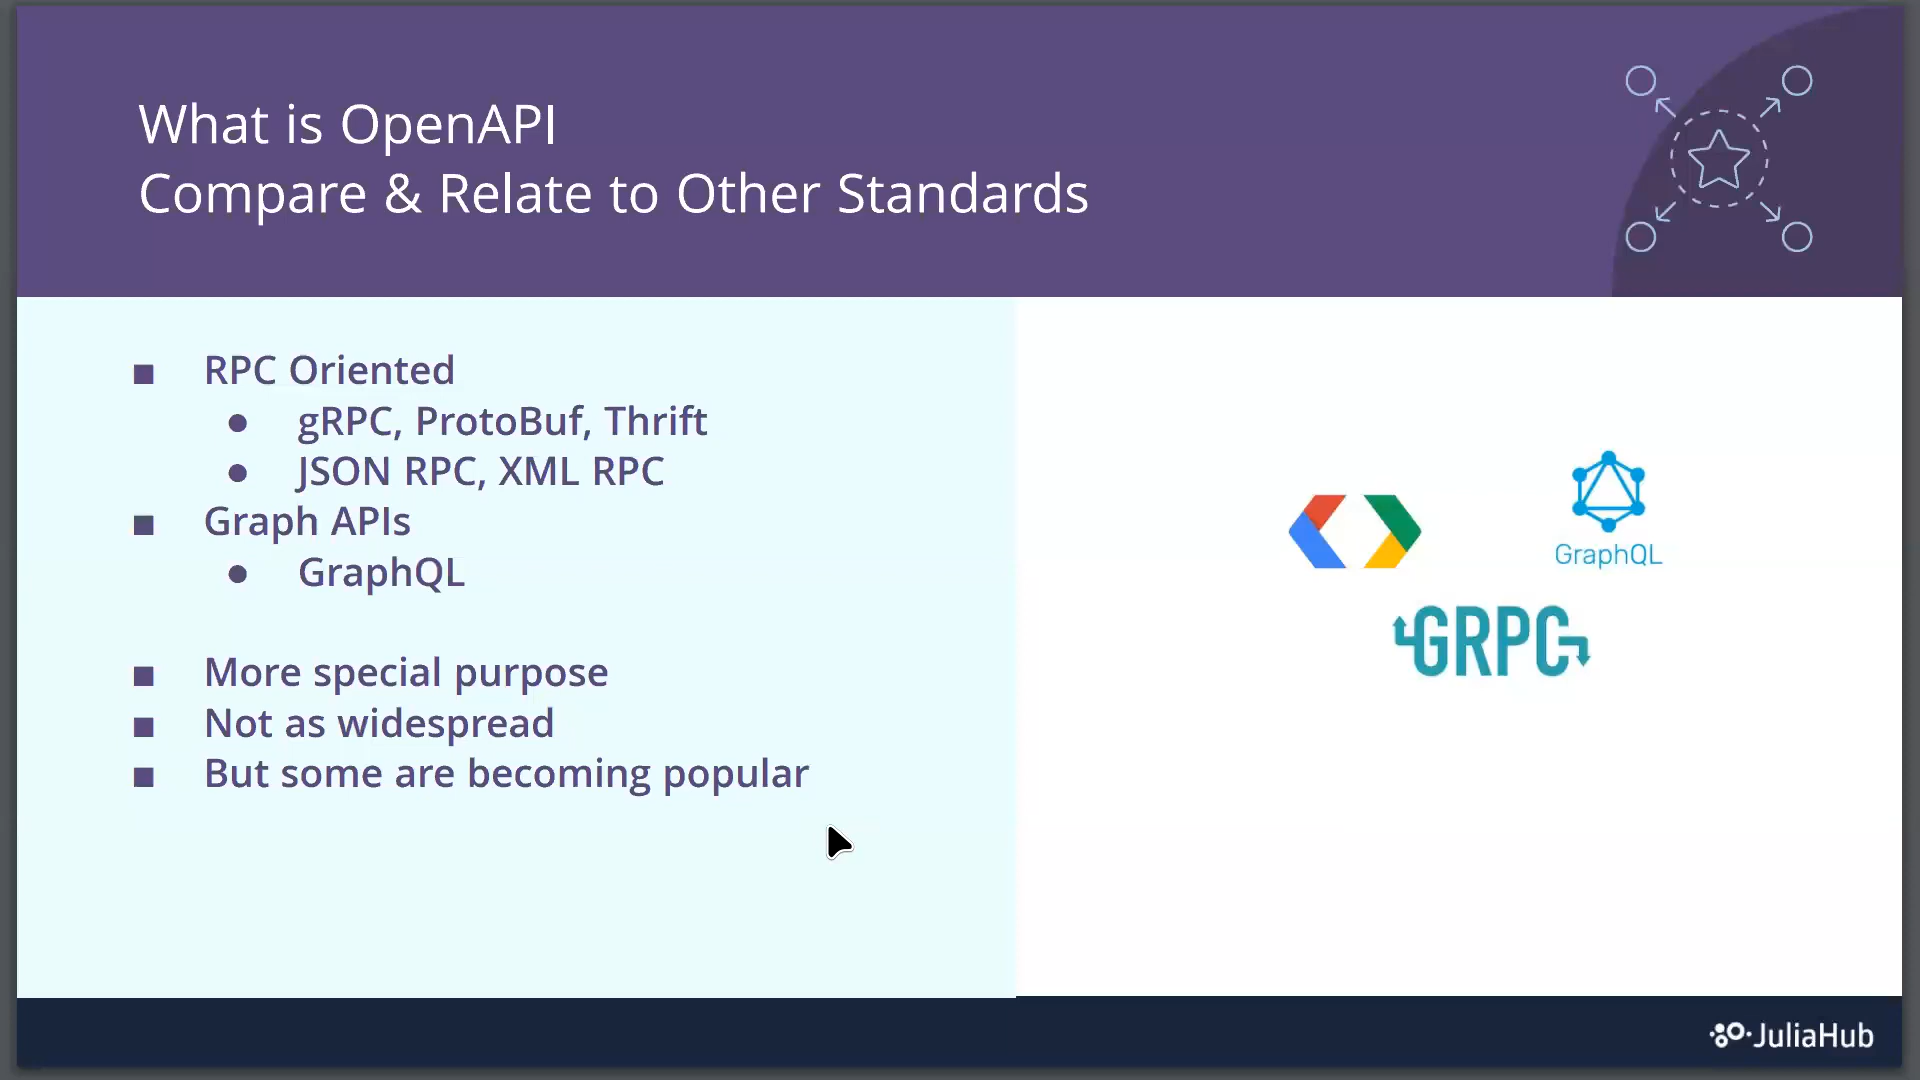 What is OpenAPI
Compare & Relate to Other Standards
RPC Oriented
gRPC, ProtoBuf, Thrift
JSON RPC, XML RPC
Graph APIs
GraphQL
More special purpose
Not as widespread
But some are becoming popular
GraphQL
GRPC
JuliaHub